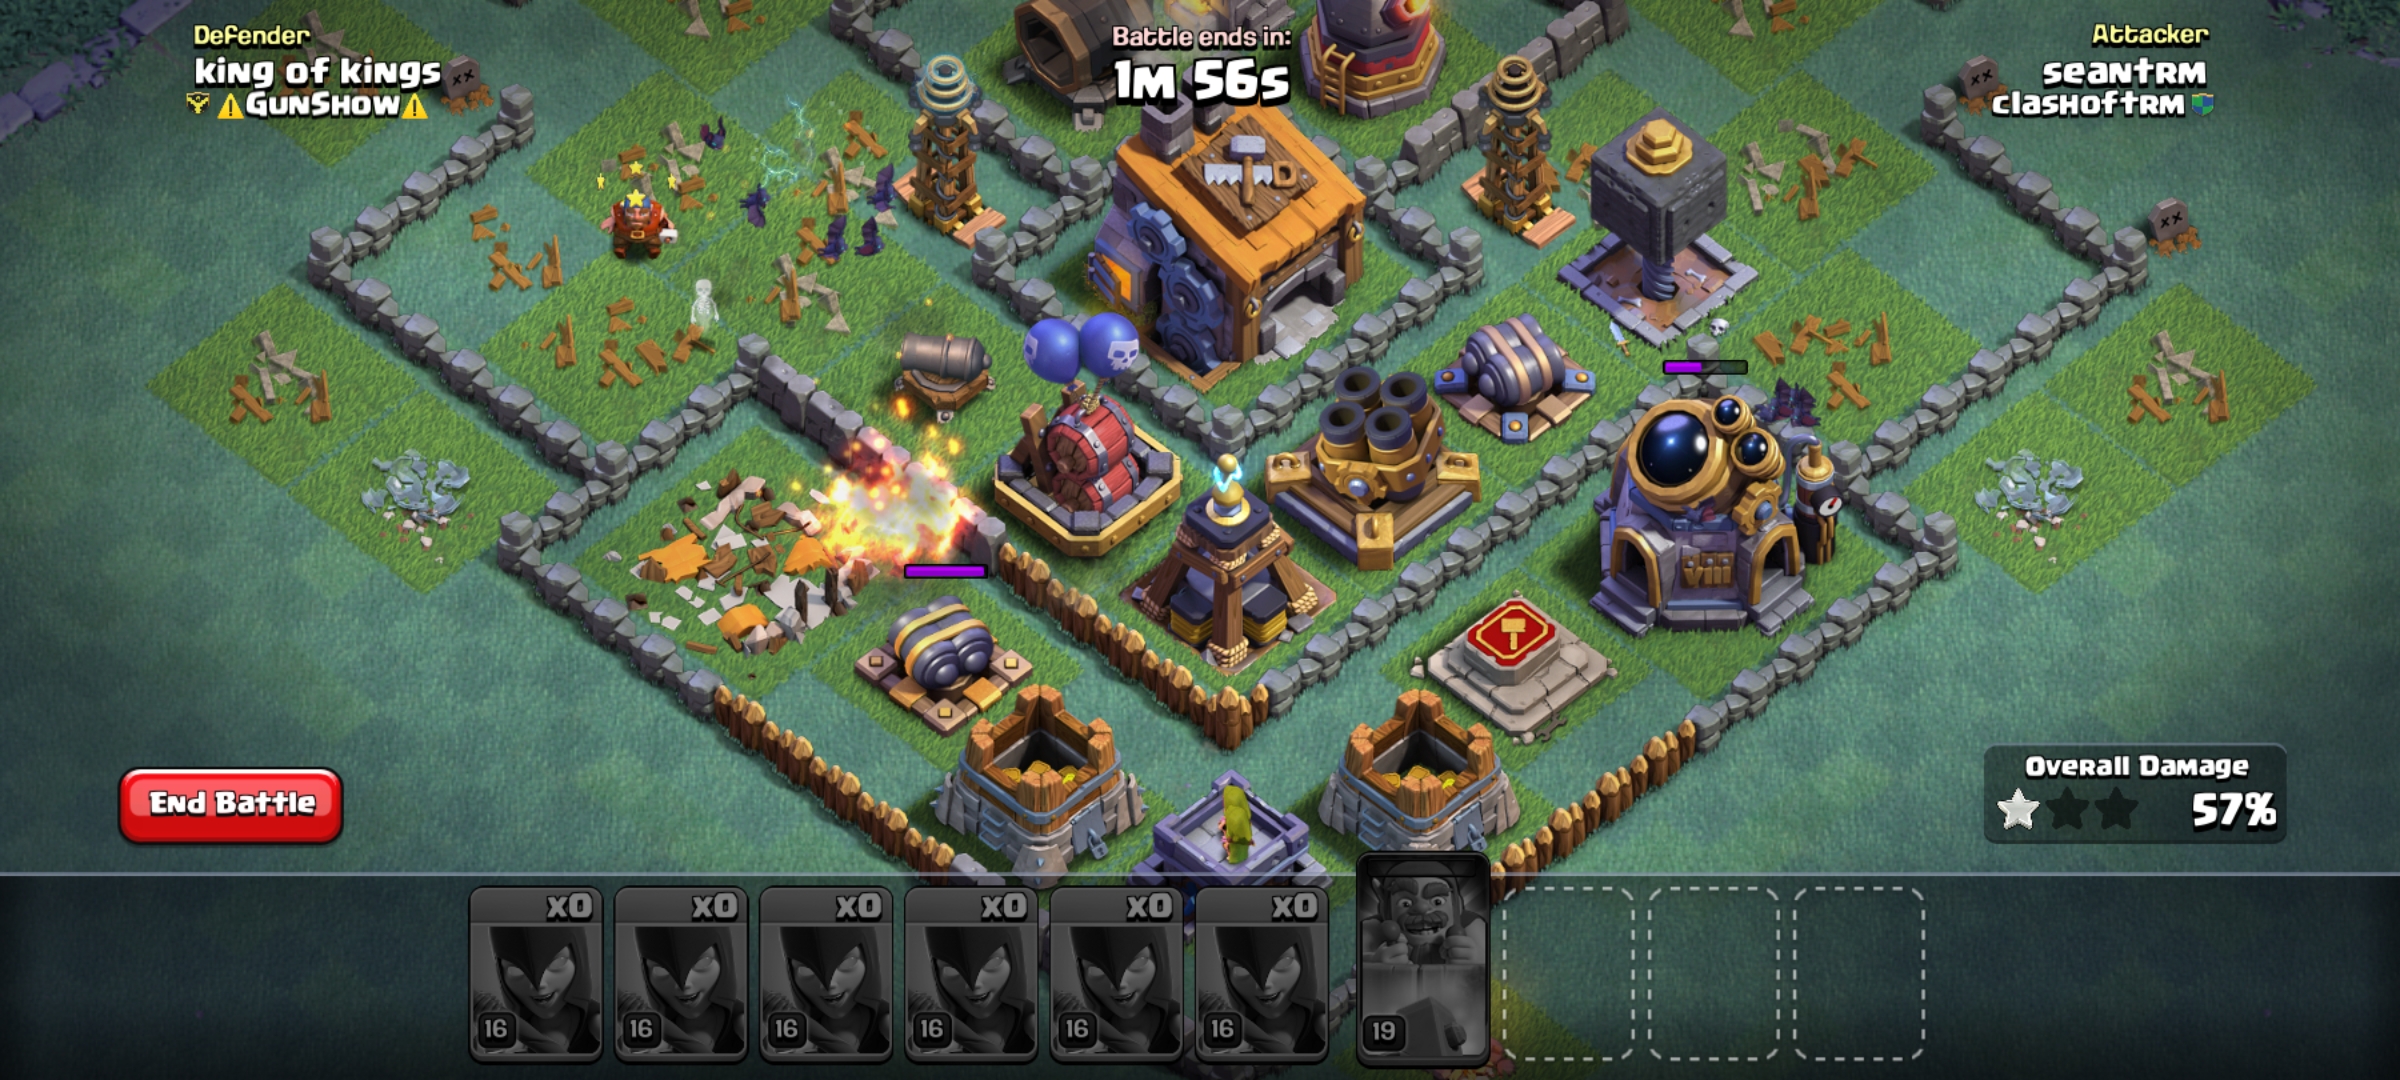 Defender
king of kings
⚠GUNSHOW⚠
Battle ends in:
1M 56s
Attacker
seantRM
clashoftRM
VIII
End Battle
Overall Damage
57%
x0 x0 x0 x0 x0 x0
16 16 16 16 16 16 19